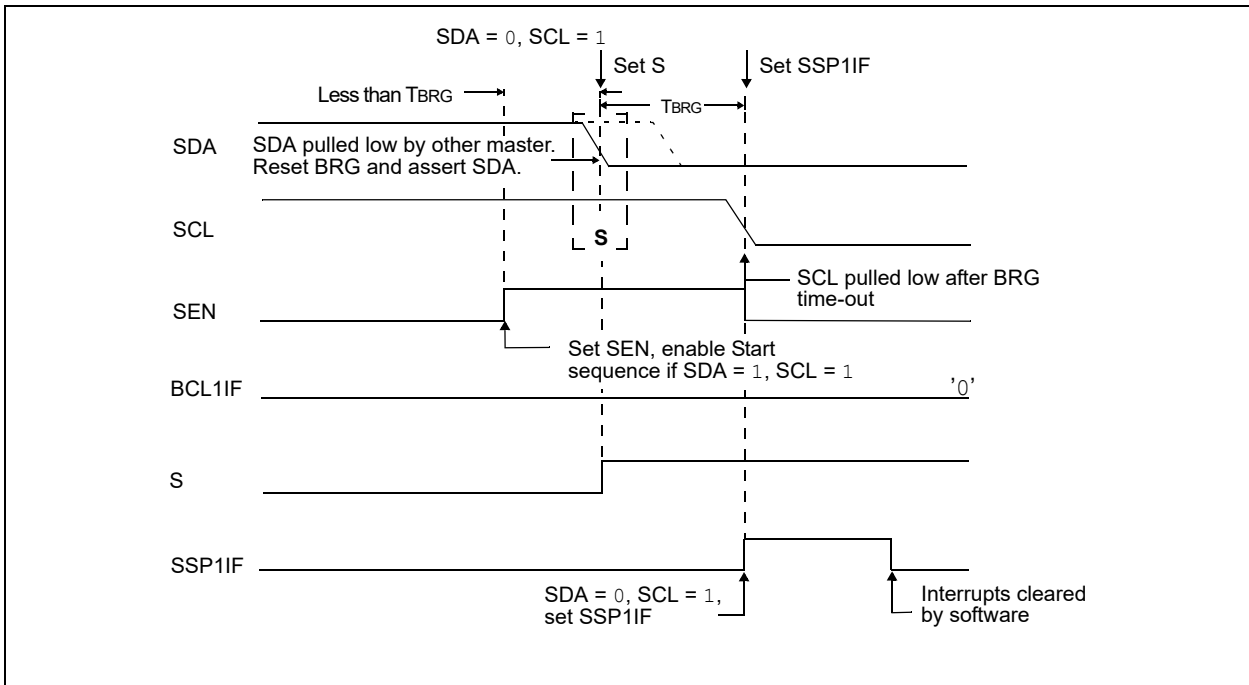 SDA = 0, SCL = 1
Set S
Set SSP1IF
Less than TBRG
TBRG
SDA
SDA pulled low by other master.
Reset BRG and assert SDA.
SCL
S
SCL pulled low after BRG
time-out
SEN
Set SEN, enable Start
sequence if SDA = 1, SCL = 1
BCL1IF
'0'
S
SSP1IF
SDA = 0, SCL = 1,
set SSP1IF
Interrupts cleared
by software